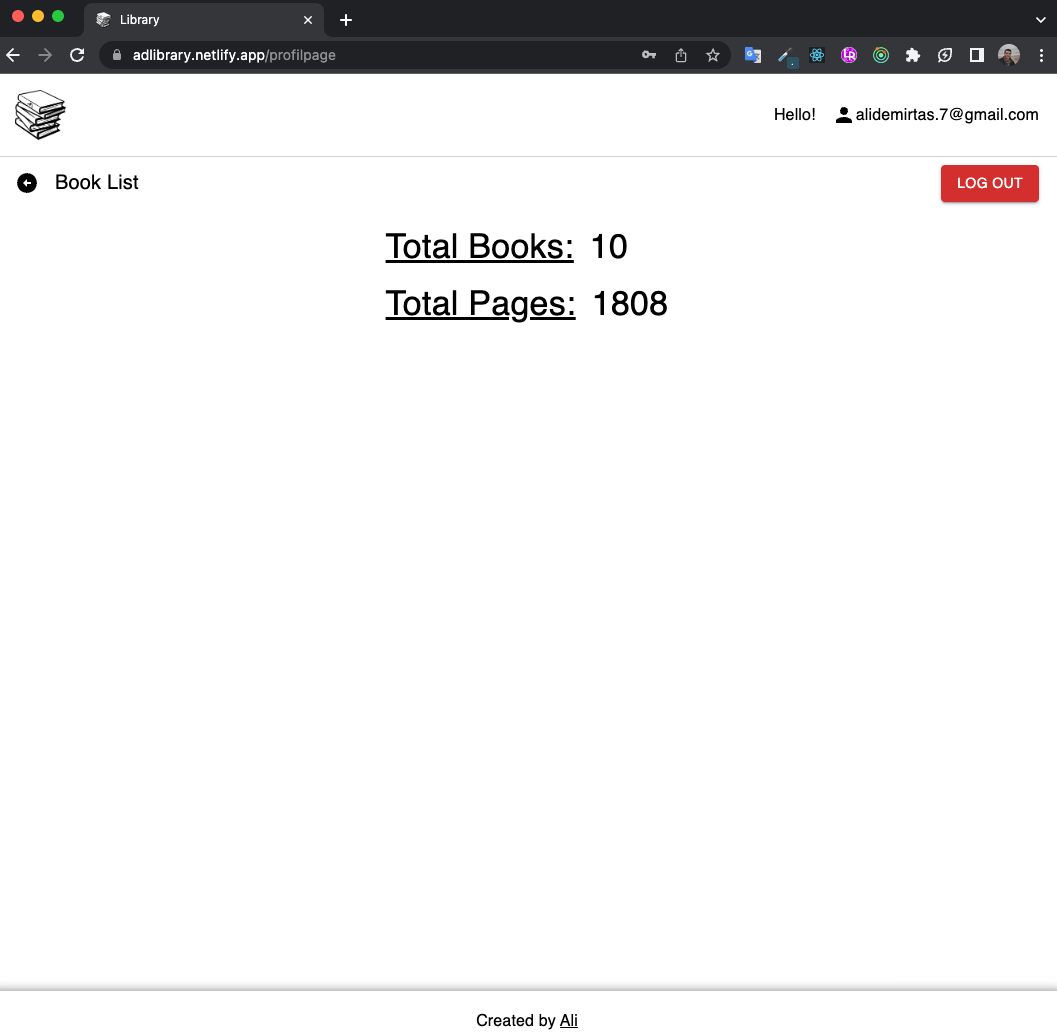 Library
adlibrary.netlify.app/profilpage
Hello! alidemirtas.7@gmail.com
Book List
LOG OUT
Total Books: 10
Total Pages: 1808
Created by Ali